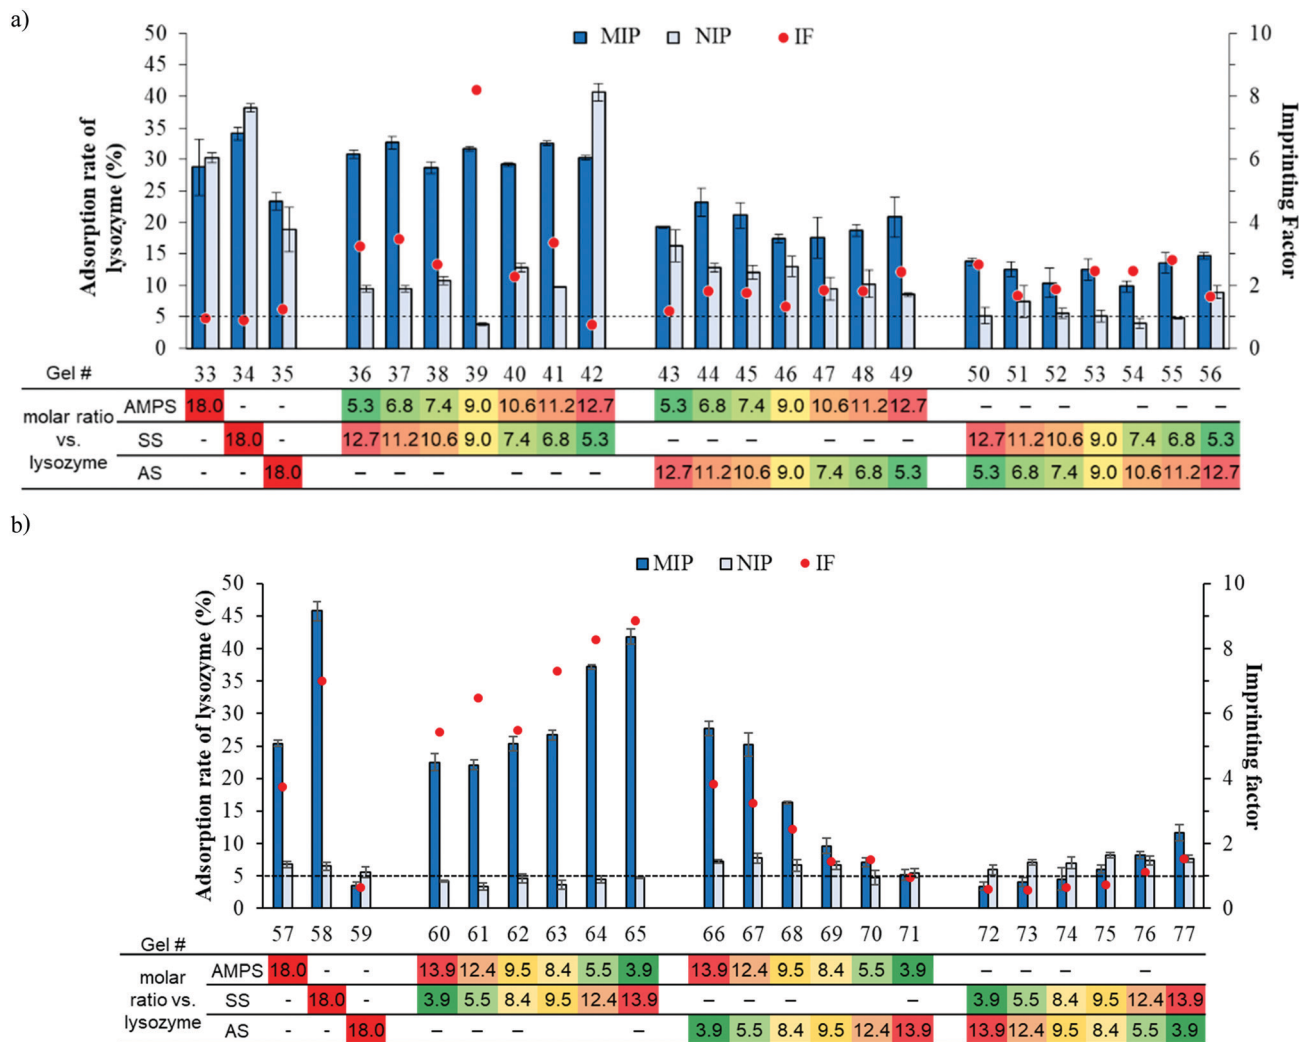 a)
MIP NIP IF
Adsorption rate of
lysozyme (%)
50
45
40
35
30
25
20
15
10
5
0
10
8
6
4
2
0
Imprinting Factor
Gel # 33 34 35 36 37 38 39 40 41 42 43 44 45 46 47 48 49 50 51 52 53 54 55 56
molar ratio
vs.
lysozyme
AMPS 18.0 - - 5.3 6.8 7.4 9.0 10.6 11.2 12.7 5.3 6.8 7.4 9.0 10.6 11.2 12.7 – – – – – – –
SS - 18.0 - 12.7 11.2 10.6 9.0 7.4 6.8 5.3 – – – – – – – 12.7 11.2 10.6 9.0 7.4 6.8 5.3
AS - - 18.0 – – – – – – – 12.7 11.2 10.6 9.0 7.4 6.8 5.3 5.3 6.8 7.4 9.0 10.6 11.2 12.7
b)
MIP NIP IF
Adsorption rate of lysozyme (%)
50
45
40
35
30
25
20
15
10
5
0
10
8
6
4
2
0
Imprinting factor
Gel # 57 58 59 60 61 62 63 64 65 66 67 68 69 70 71 72 73 74 75 76 77
molar
ratio vs.
lysozyme
AMPS 18.0 - - 13.9 12.4 9.5 8.4 5.5 3.9 13.9 12.4 9.5 8.4 5.5 3.9 – – – – –
SS - 18.0 - 3.9 5.5 8.4 9.5 12.4 13.9 – – – – – 3.9 5.5 8.4 9.5 12.4 13.9
AS - - 18.0 – – – – – 3.9 5.5 8.4 9.5 12.4 13.9 13.9 12.4 9.5 8.4 5.5 3.9